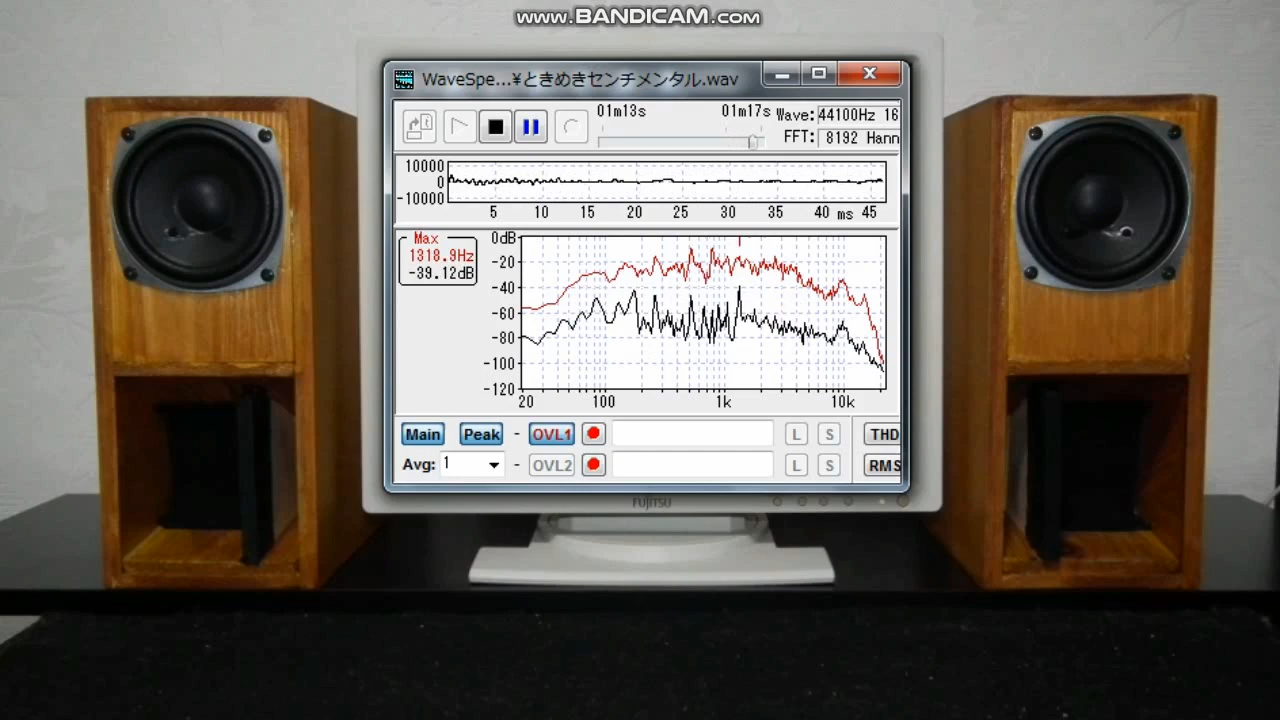 www.BANDICAM.com
WaveSpe...¥ときめきセンチメンタル.wav
01m13s
01m17s
Wave: 44100Hz 16
FFT: 8192 Hann
10000
0
-10000
5 10 15 20 25 30 35 40 ms 45
Max
1318.9Hz
-39.12dB
0dB
-20
-40
-60
-80
-100
-120
20 100 1k 10k
Main Peak - OVL1 L S THD
Avg: 1 - OVL2 L S RMS
FUJITSU